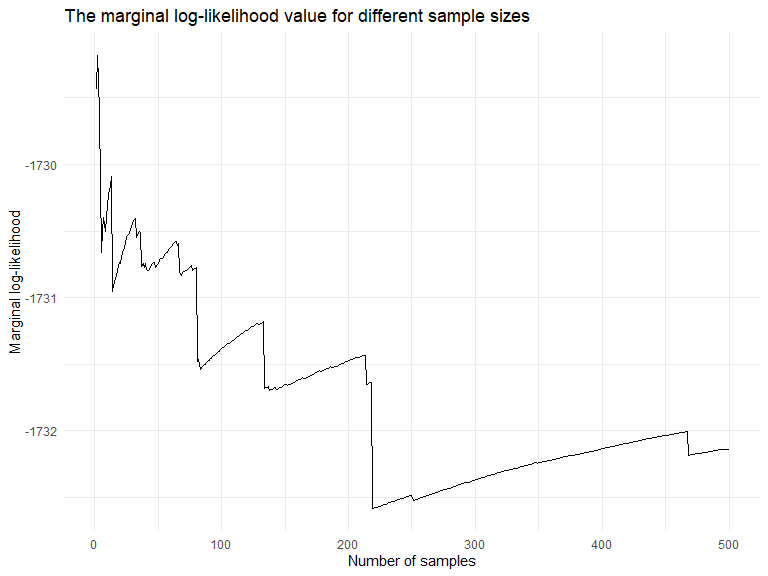 The marginal log-likelihood value for different sample sizes
Marginal log-likelihood
-1730
-1731
-1732
0 100 200 300 400 500
Number of samples